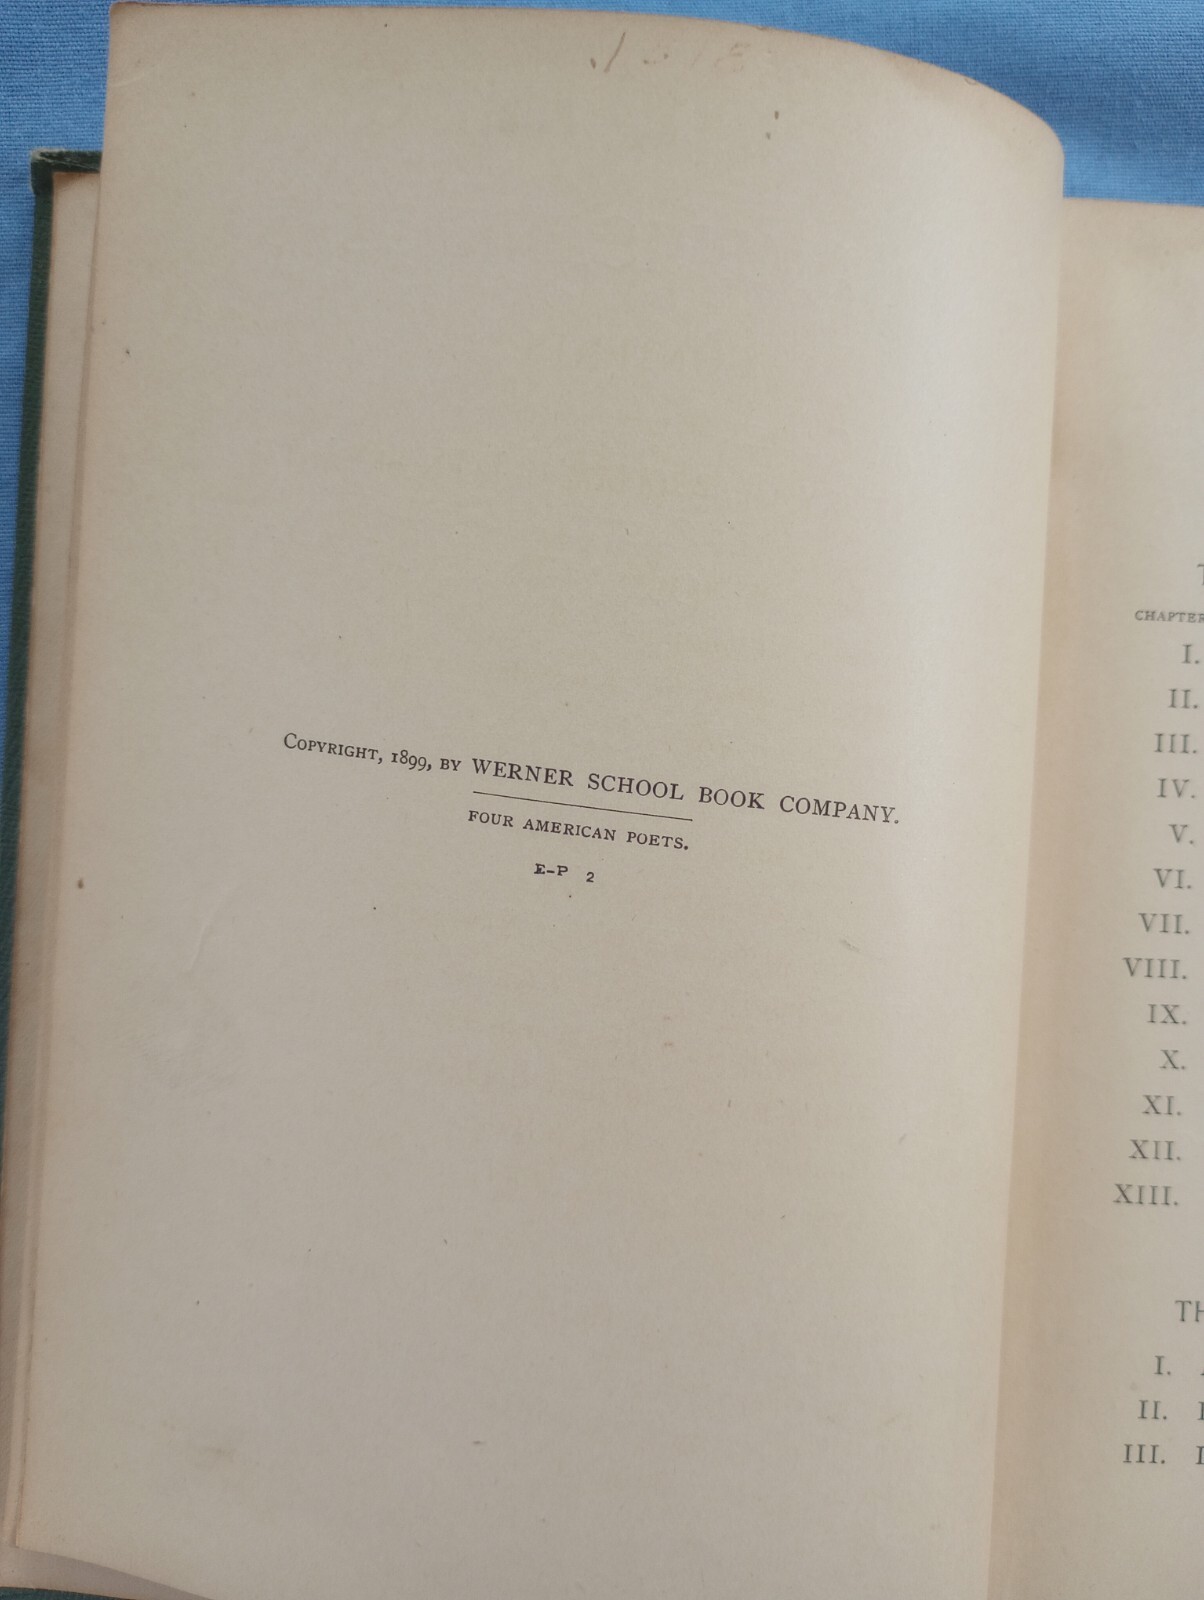 COPYRIGHT, 1899, BY WERNER SCHOOL BOOK COMPANY.
FOUR AMERICAN POETS.
E-P 2
CHAPTER
I.
II.
III.
IV.
V.
VI.
VII.
VIII.
IX.
X.
XI.
XII.
XIII.
TH
I.
II.
III.